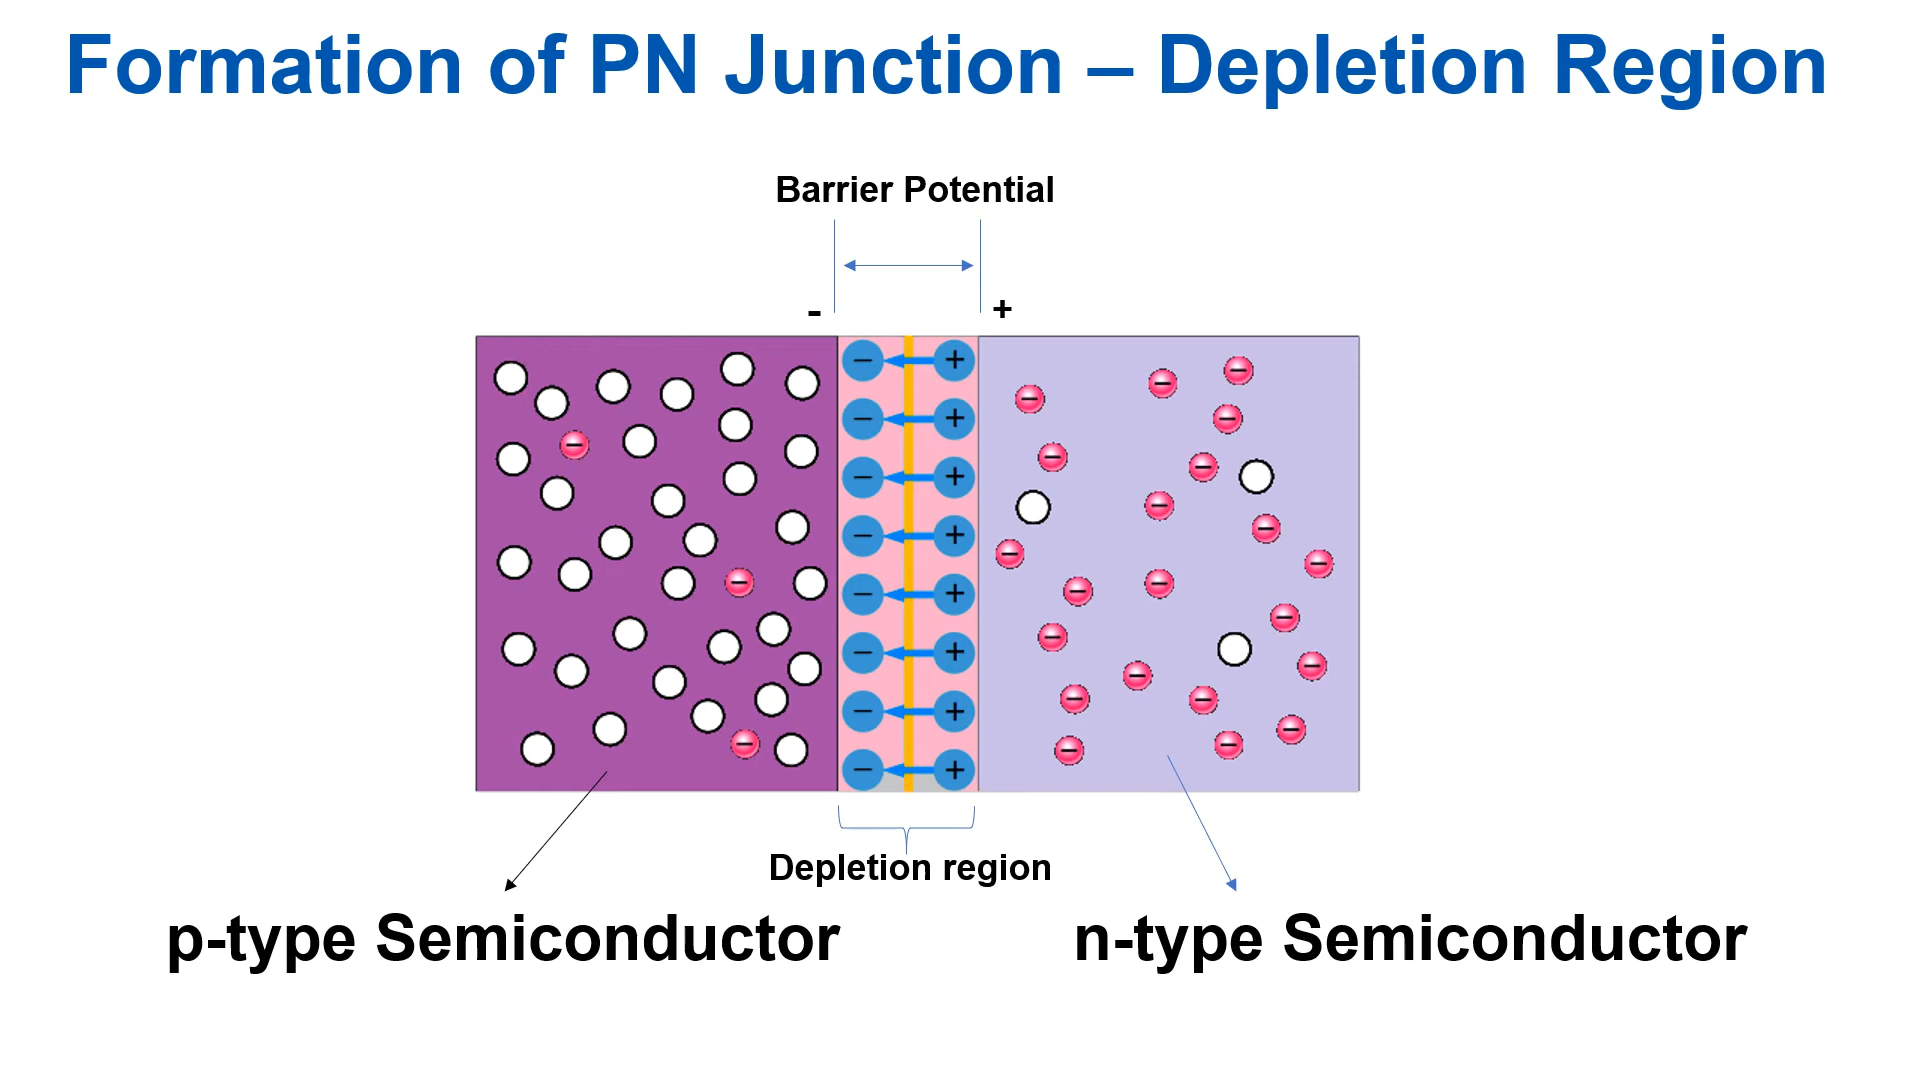 Formation of PN Junction – Depletion Region
Barrier Potential
- +
− +
− +
− +
− +
− +
− +
− +
− +
Depletion region
p-type Semiconductor n-type Semiconductor